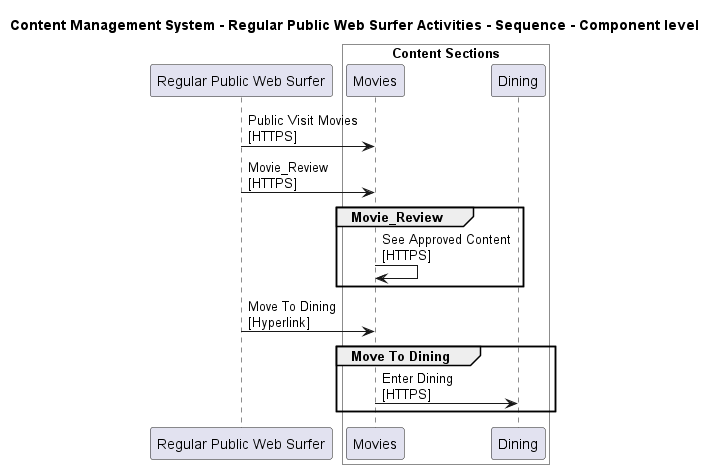 Content Management System - Regular Public Web Surfer Activities - Sequence - Component level
Content Sections
Regular Public Web Surfer
Movies
Dining
Public Visit Movies
[HTTPS]
Movie_Review
[HTTPS]
Movie_Review
See Approved Content
[HTTPS]
Move To Dining
[Hyperlink]
Move To Dining
Enter Dining
[HTTPS]
Regular Public Web Surfer
Movies
Dining